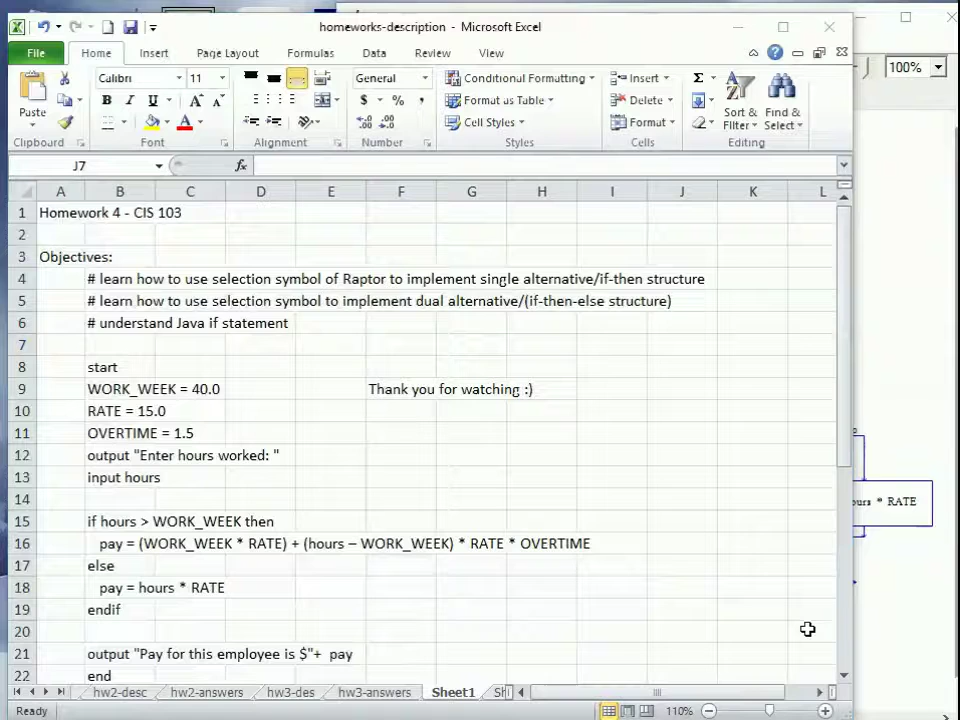 homeworks-description - Microsoft Excel
File Home Insert Page Layout Formulas Data Review View
100%
Paste
Calibri 11
B I U A A
General
$ % ,
Conditional Formatting
Format as Table
Cell Styles
Insert
Delete
Format
Σ
Sort & Filter
Find & Select
Clipboard Font Alignment Number Styles Cells Editing
J7 fx
A B C D E F G H I J K L
1 Homework 4 - CIS 103
2
3 Objectives:
4 # learn how to use selection symbol of Raptor to implement single alternative/if-then structure
5 # learn how to use selection symbol to implement dual alternative/(if-then-else structure)
6 # understand Java if statement
7
8 start
9 WORK_WEEK = 40.0 Thank you for watching :)
10 RATE = 15.0
11 OVERTIME = 1.5
12 output "Enter hours worked: "
13 input hours
14
15 if hours > WORK_WEEK then
16 pay = (WORK_WEEK * RATE) + (hours – WORK_WEEK) * RATE * OVERTIME
17 else
18 pay = hours * RATE
19 endif
20
21 output "Pay for this employee is $"+ pay
22 end
ours * RATE
hw2-desc hw2-answers hw3-des hw3-answers Sheet1 Sh
Ready 110%